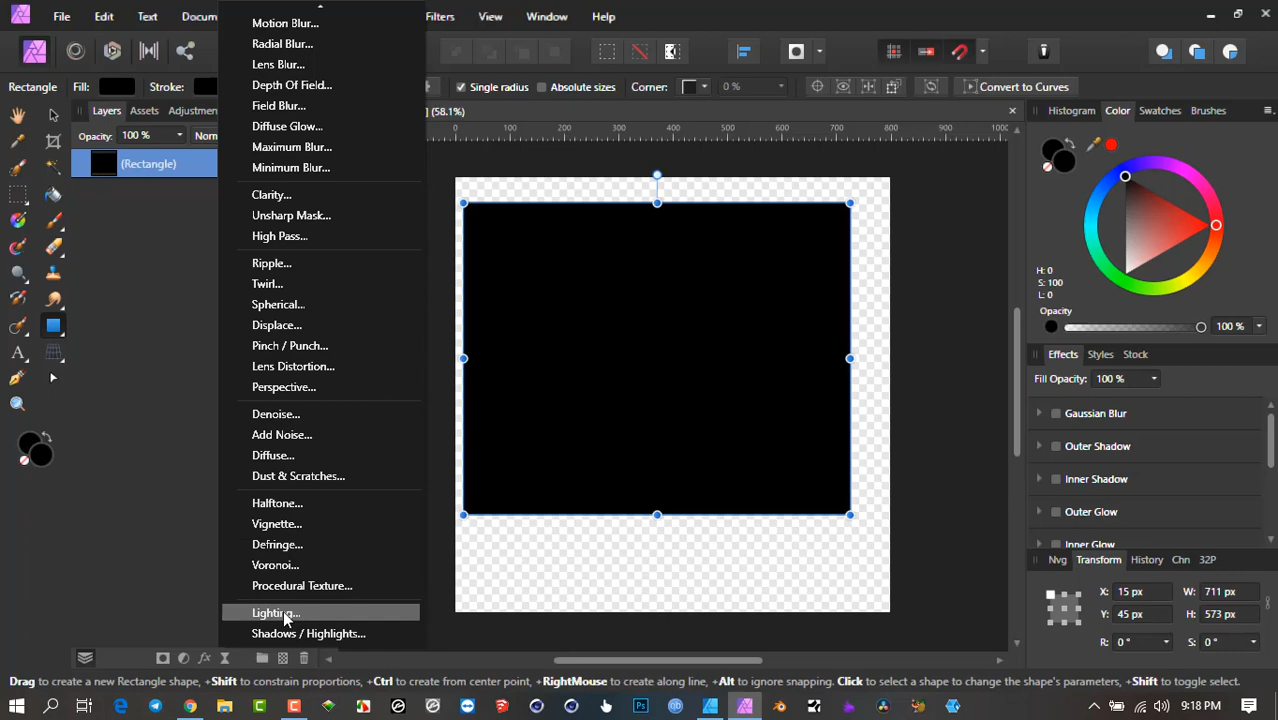 File Edit Text Docum Filters View Window Help
Rectangle Fill: Stroke: Single radius Absolute sizes Corner: 0 % Convert to Curves
Layers Assets Adjustmen ] (58.1%)
Opacity: 100 % Norm
(Rectangle)
0 100 200 300 400 500 600 700 800 900 1000
Motion Blur...
Radial Blur...
Lens Blur...
Depth Of Field...
Field Blur...
Diffuse Glow...
Maximum Blur...
Minimum Blur...
Clarity...
Unsharp Mask...
High Pass...
Ripple...
Twirl...
Spherical...
Displace...
Pinch / Punch...
Lens Distortion...
Perspective...
Denoise...
Add Noise...
Diffuse...
Dust & Scratches...
Halftone...
Vignette...
Defringe...
Voronoi...
Procedural Texture...
Lighting...
Shadows / Highlights...
Histogram Color Swatches Brushes
H: 0
S: 100
L: 0
Opacity
100 %
Effects Styles Stock
Fill Opacity: 100 %
Gaussian Blur
Outer Shadow
Inner Shadow
Outer Glow
Inner Glow
Nvg Transform History Chn 32P
X: 15 px W: 711 px
Y: 45 px H: 573 px
R: 0 ° S: 0 °
Drag to create a new Rectangle shape, +Shift to constrain proportions, +Ctrl to create from center point, +RightMouse to create along line, +Alt to ignore snapping. Click to select a shape to change the shape's parameters, +Shift to toggle selection.
9:18 PM